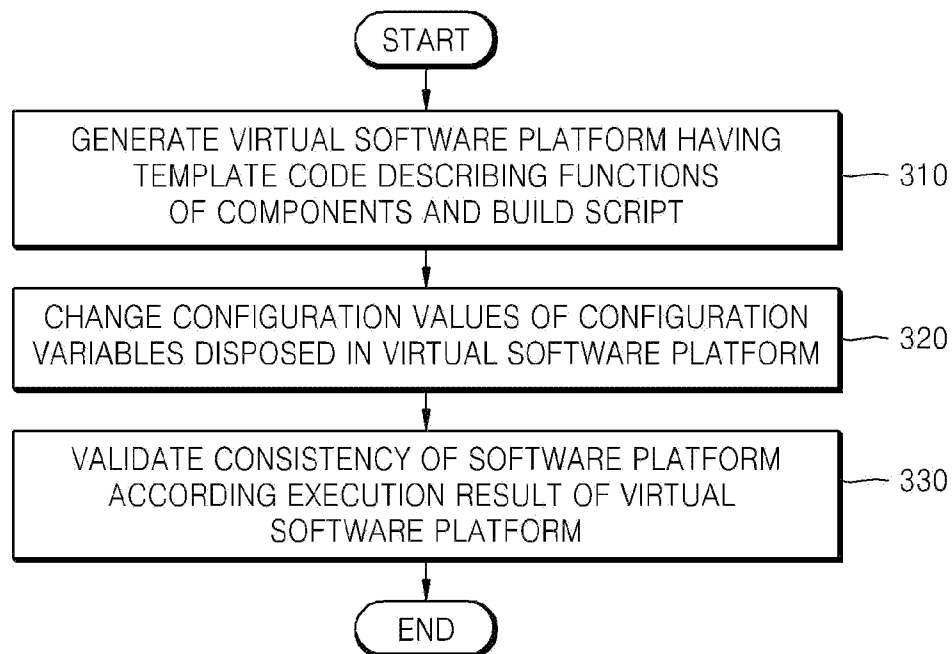 START
GENERATE VIRTUAL SOFTWARE PLATFORM HAVING
TEMPLATE CODE DESCRIBING FUNCTIONS
OF COMPONENTS AND BUILD SCRIPT
310
CHANGE CONFIGURATION VALUES OF CONFIGURATION
VARIABLES DISPOSED IN VIRTUAL SOFTWARE PLATFORM
320
VALIDATE CONSISTENCY OF SOFTWARE PLATFORM
ACCORDING EXECUTION RESULT OF VIRTUAL
SOFTWARE PLATFORM
330
END